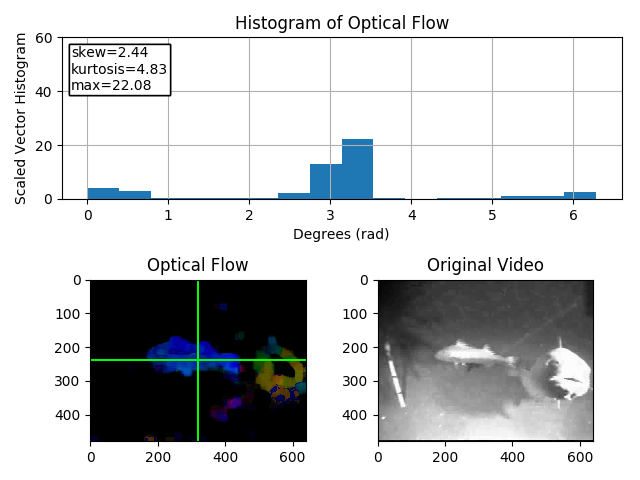 Histogram of Optical Flow
Scaled Vector Histogram
skew=2.44
kurtosis=4.83
max=22.08
60
40
20
0
0 1 2 3 4 5 6
Degrees (rad)
Optical Flow
0
100
200
300
400
0 200 400 600
Original Video
0
100
200
300
400
0 200 400 600